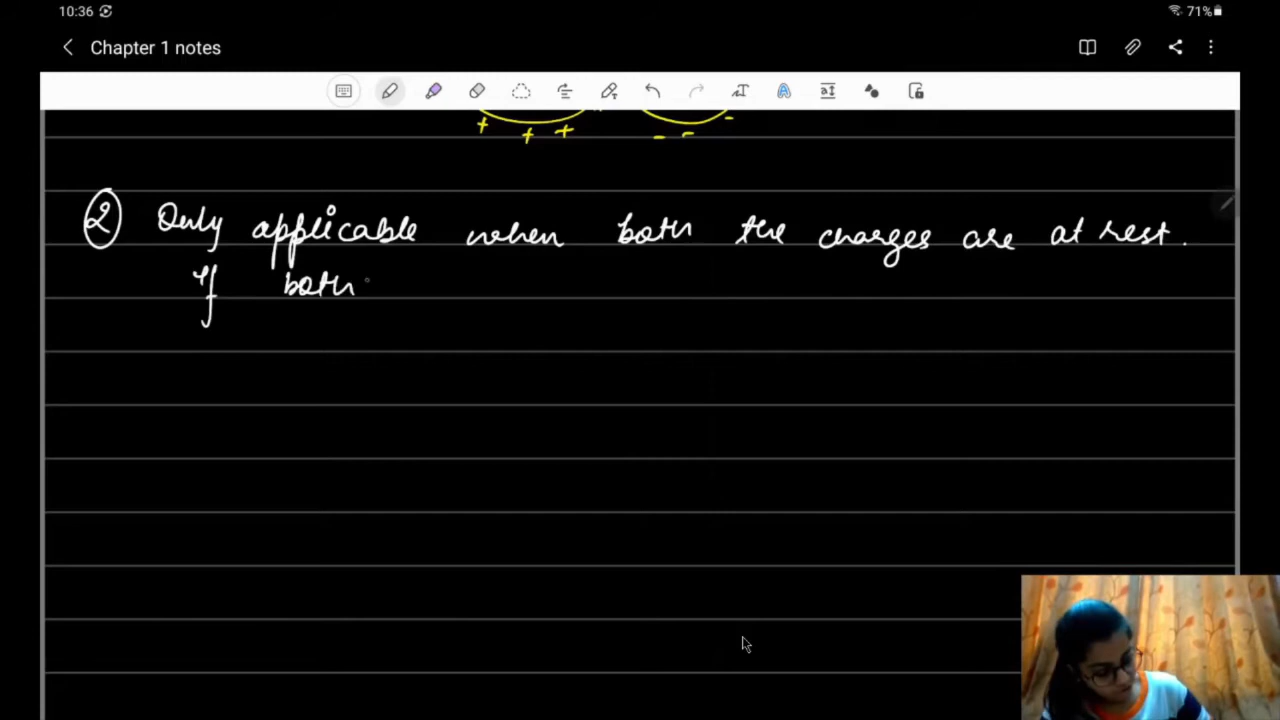 10:36
71%
Chapter 1 notes
+ + + - - -
② Only applicable when both the charges are at rest.
If both